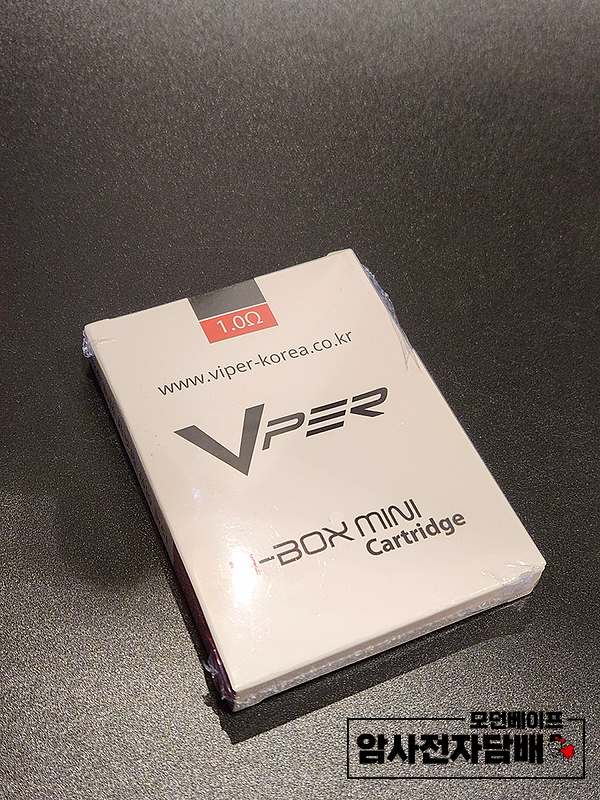 1.0Ω
www.viper-korea.co.kr
VPER
-BOX MINI
Cartridge
모던베이프
암사전자담배